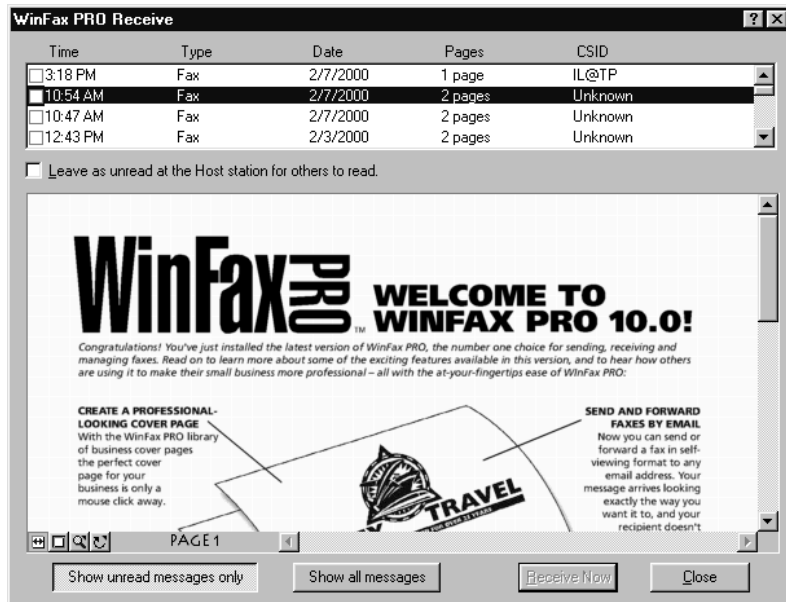 WinFax PRO Receive
Time Type Date Pages CSID
3:18 PM Fax 2/7/2000 1 page IL@TP
10:54 AM Fax 2/7/2000 2 pages Unknown
10:47 AM Fax 2/7/2000 2 pages Unknown
12:43 PM Fax 2/3/2000 2 pages Unknown
Leave as unread at the Host station for others to read.
WinFax PRO TM
WELCOME TO
WINFAX PRO 10.0!
Congratulations! You've just installed the latest version of WinFax PRO, the number one choice for sending, receiving and
managing faxes. Read on to learn more about some of the exciting features available in this version, and to hear how others
are using it to make their small business more professional – all with the at-your-fingertips ease of WInFax PRO:
CREATE A PROFESSIONAL-
LOOKING COVER PAGE
With the WinFax PRO library
of business cover pages
the perfect cover
page for your
business is only a
mouse click away.
SEND AND FORWARD
FAXES BY EMAIL
Now you can send or
forward a fax in self-
viewing format to any
email address. Your
message arrives looking
exactly the way you
want it to, and your
recipient doesn't
TRAVEL
FOR OVER 25 YEARS
PAGE 1
Show unread messages only
Show all messages
Receive Now
Close